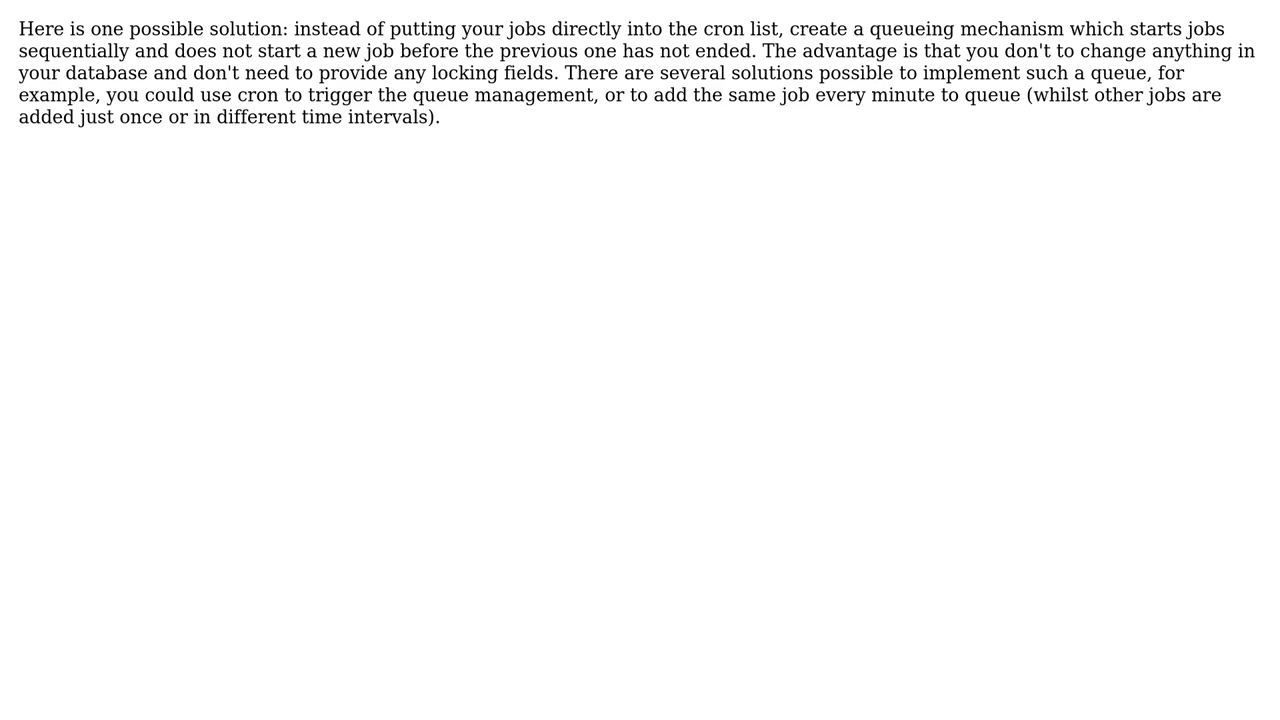 Here is one possible solution: instead of putting your jobs directly into the cron list, create a queueing mechanism which starts jobs
sequentially and does not start a new job before the previous one has not ended. The advantage is that you don't to change anything in
your database and don't need to provide any locking fields. There are several solutions possible to implement such a queue, for
example, you could use cron to trigger the queue management, or to add the same job every minute to queue (whilst other jobs are
added just once or in different time intervals).